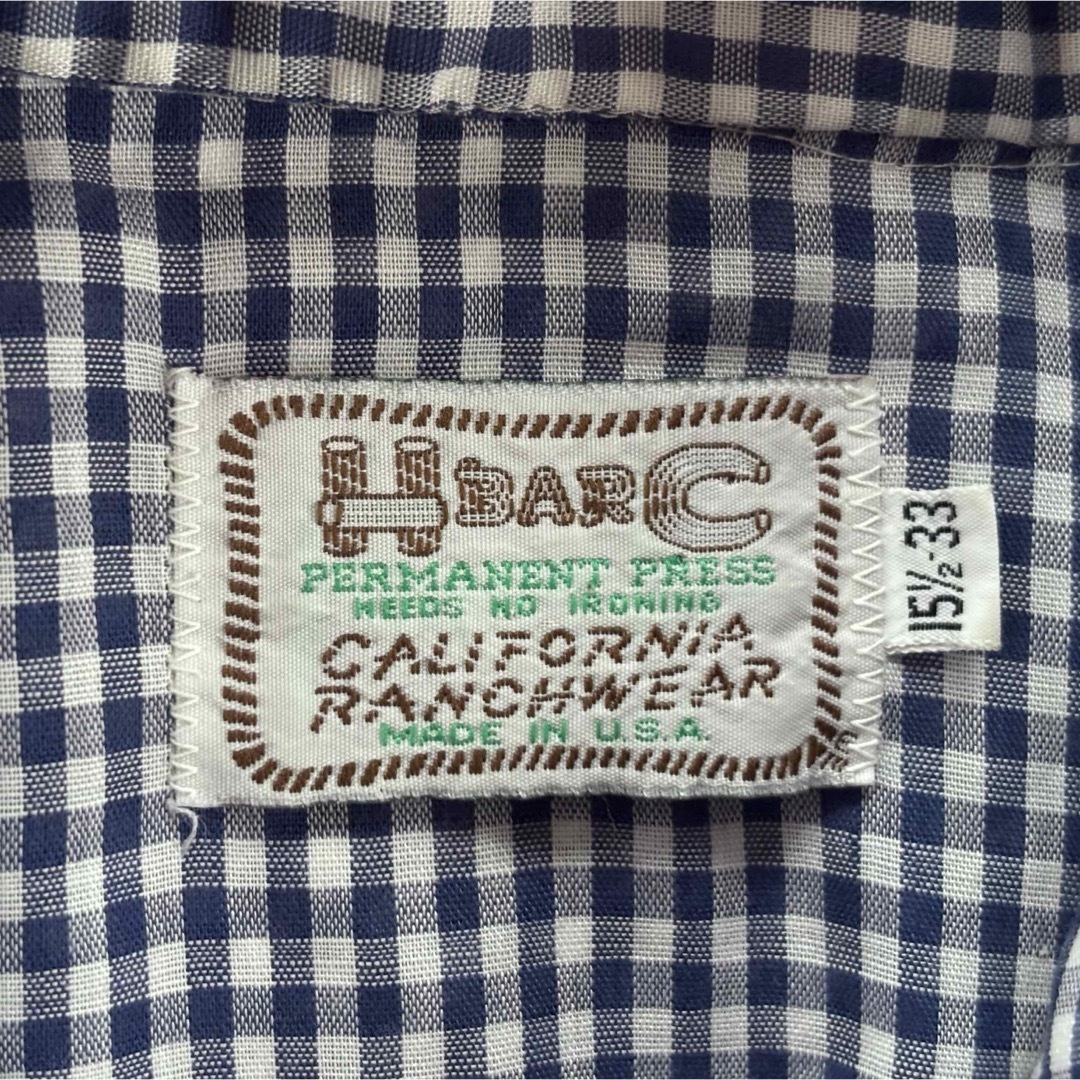 H BAR C
PERMANENT PRESS
NEEDS NO IRONING
CALIFORNIA
RANCHWEAR
MADE IN U.S.A.
15½-33